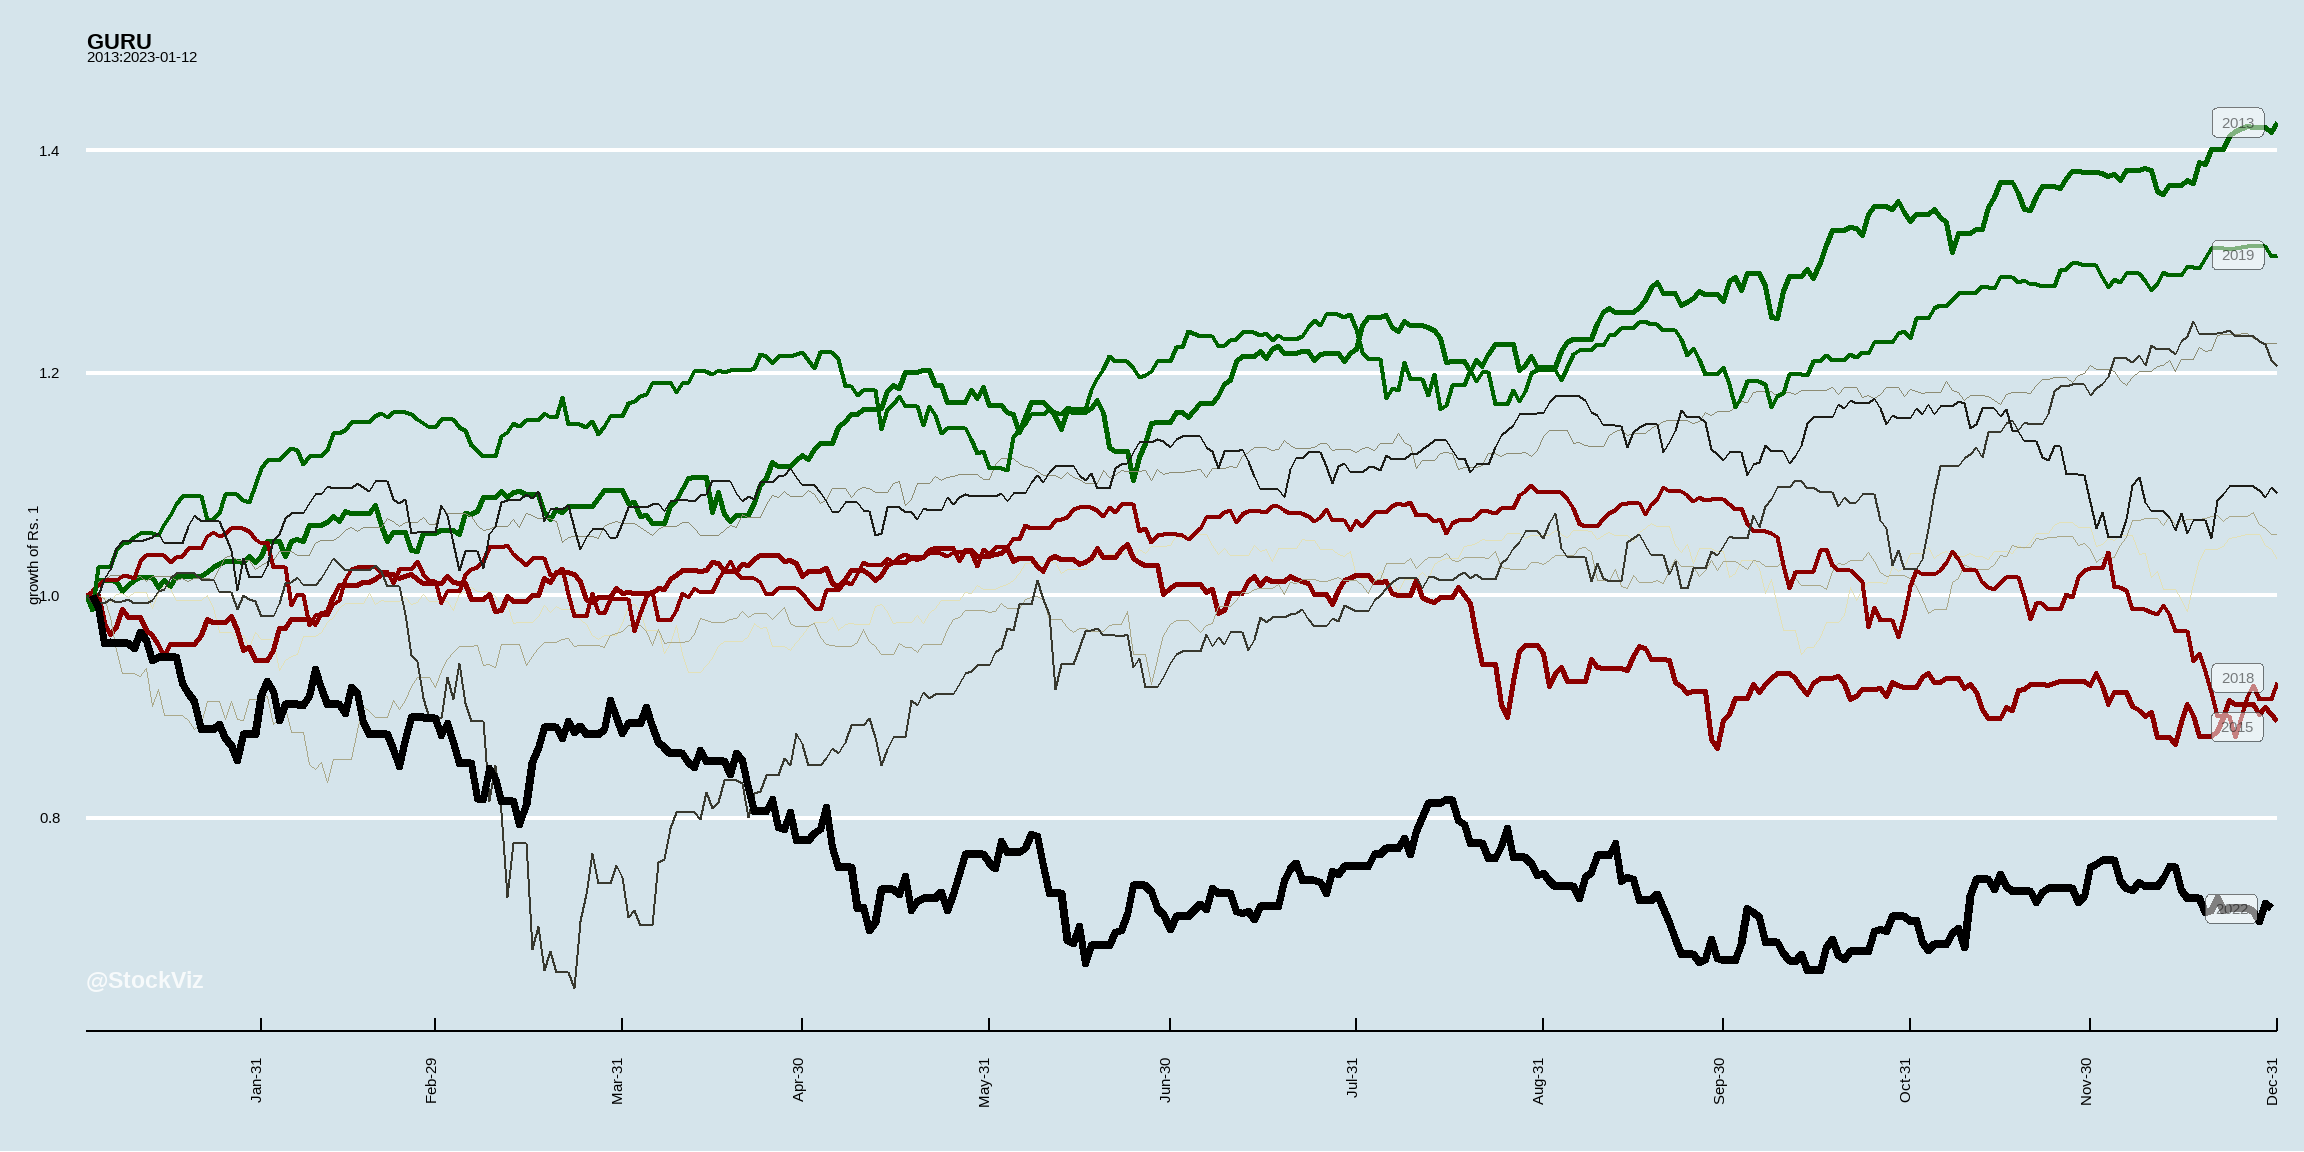 GURU
2013:2023-01-12
growth of Rs. 1
1.4
1.2
1.0
0.8
2013
2019
2018
2015
2022
@StockViz
Jan-31
Feb-29
Mar-31
Apr-30
May-31
Jun-30
Jul-31
Aug-31
Sep-30
Oct-31
Nov-30
Dec-31